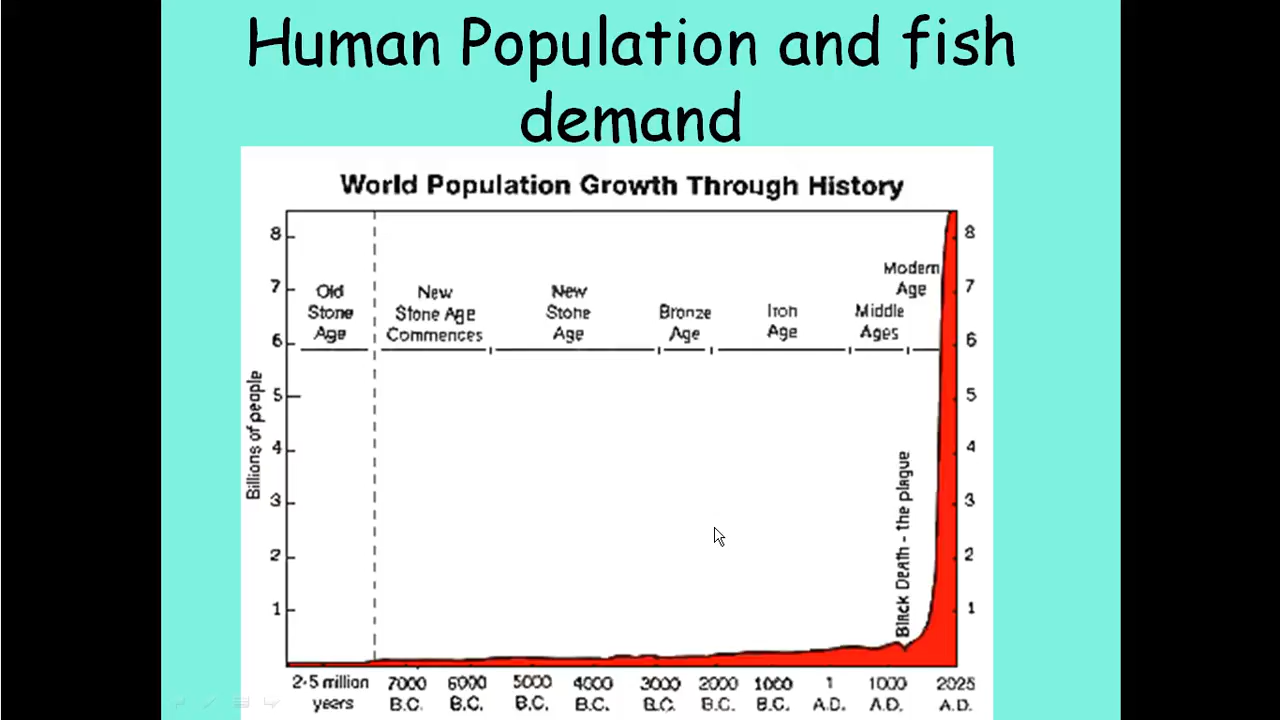 Human Population and fish
demand
World Population Growth Through History
8
7
6
5
4
3
2
1
Billions of people
Old
Stone
Age
New
Stone Age
Commences
New
Stone
Age
Bronze
Age
Iron
Age
Middle
Ages
Modern
Age
Black Death - the plague
8
7
6
5
4
3
2
1
2·5 million
years
7000
B.C.
6000
B.C.
5000
B.C.
4000
B.C.
3000
B.C.
2000
B.C.
1000
B.C.
1
A.D.
1000
A.D.
2025
A.D.